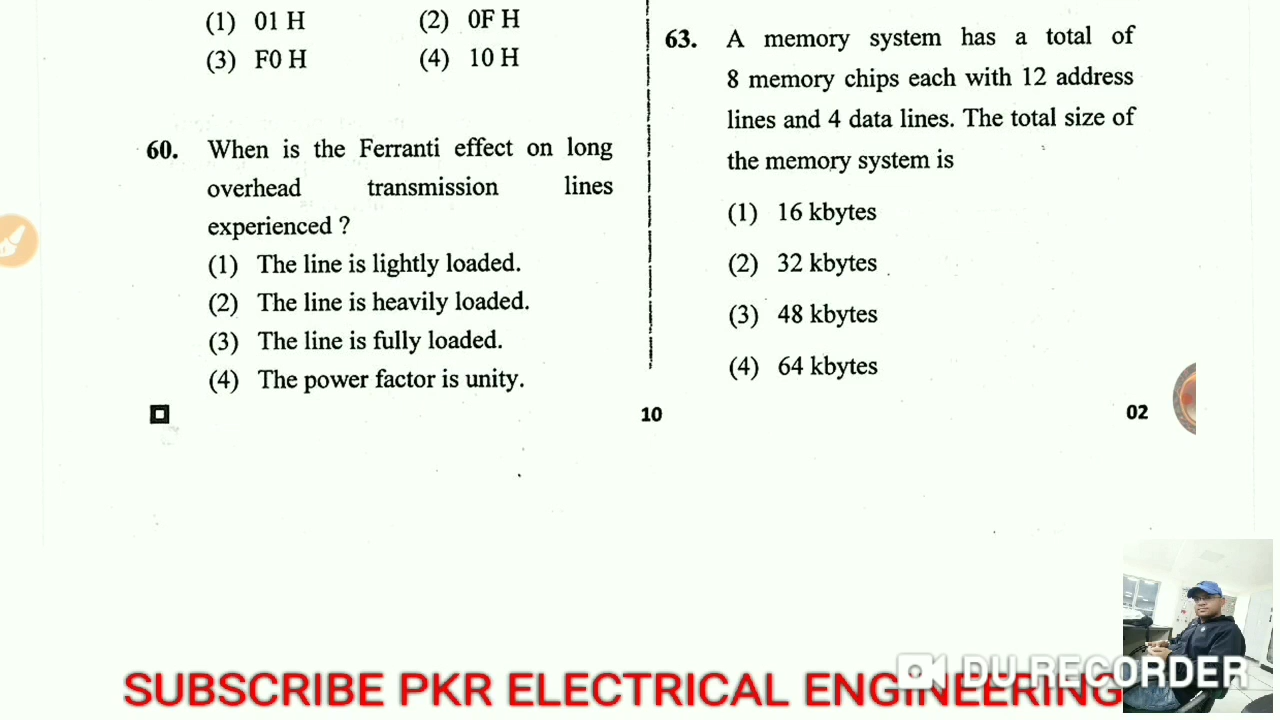 (1) 01 H (2) 0F H
(3) F0 H (4) 10 H
60. When is the Ferranti effect on long
overhead transmission lines
experienced ?
(1) The line is lightly loaded.
(2) The line is heavily loaded.
(3) The line is fully loaded.
(4) The power factor is unity.
63. A memory system has a total of
8 memory chips each with 12 address
lines and 4 data lines. The total size of
the memory system is
(1) 16 kbytes
(2) 32 kbytes
(3) 48 kbytes
(4) 64 kbytes
10
02
SUBSCRIBE PKR ELECTRICAL ENGINEERING
DU RECORDER